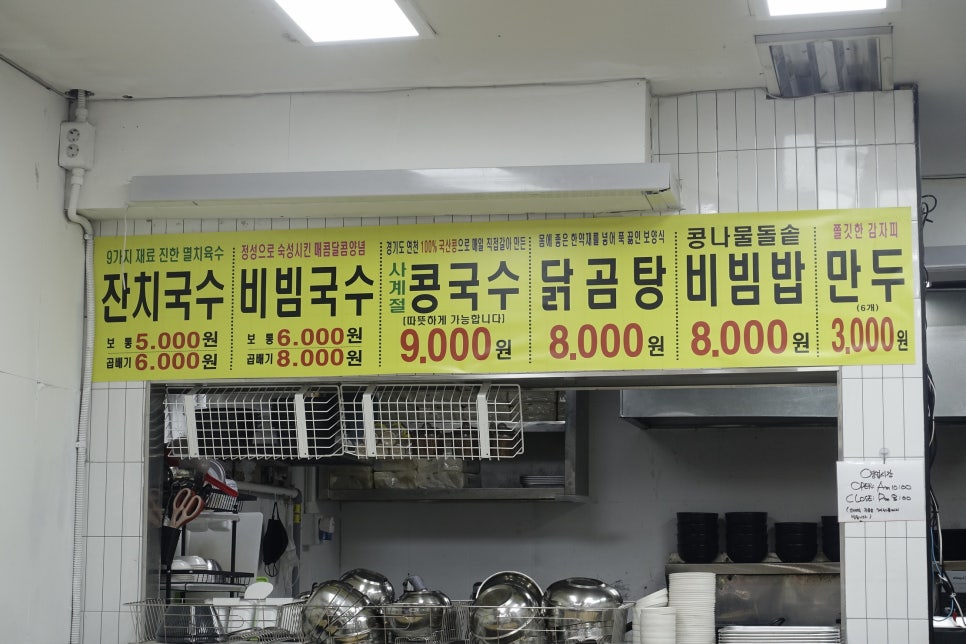 9가지 재료 진한 멸치육수
잔치국수
보 통 5.000원
곱배기 6.000원
정성으로 숙성시킨 매콤달콤양념
비빔국수
보 통 6.000원
곱배기 8.000원
경기도 연천 100% 국산콩으로 매일 직접갈아 만든
사계절
콩국수
(따뜻하게 가능합니다)
9.000원
몸에 좋은 한약재를 넣어 푹 끓인 보양식
닭곰탕
8.000원
콩나물돌솥
비빔밥
8.000원
쫄깃한 감자피
만두
(6개)
3.000원
영업시간
OPEN: Am 10:00
CLOSE: Pm 8:00